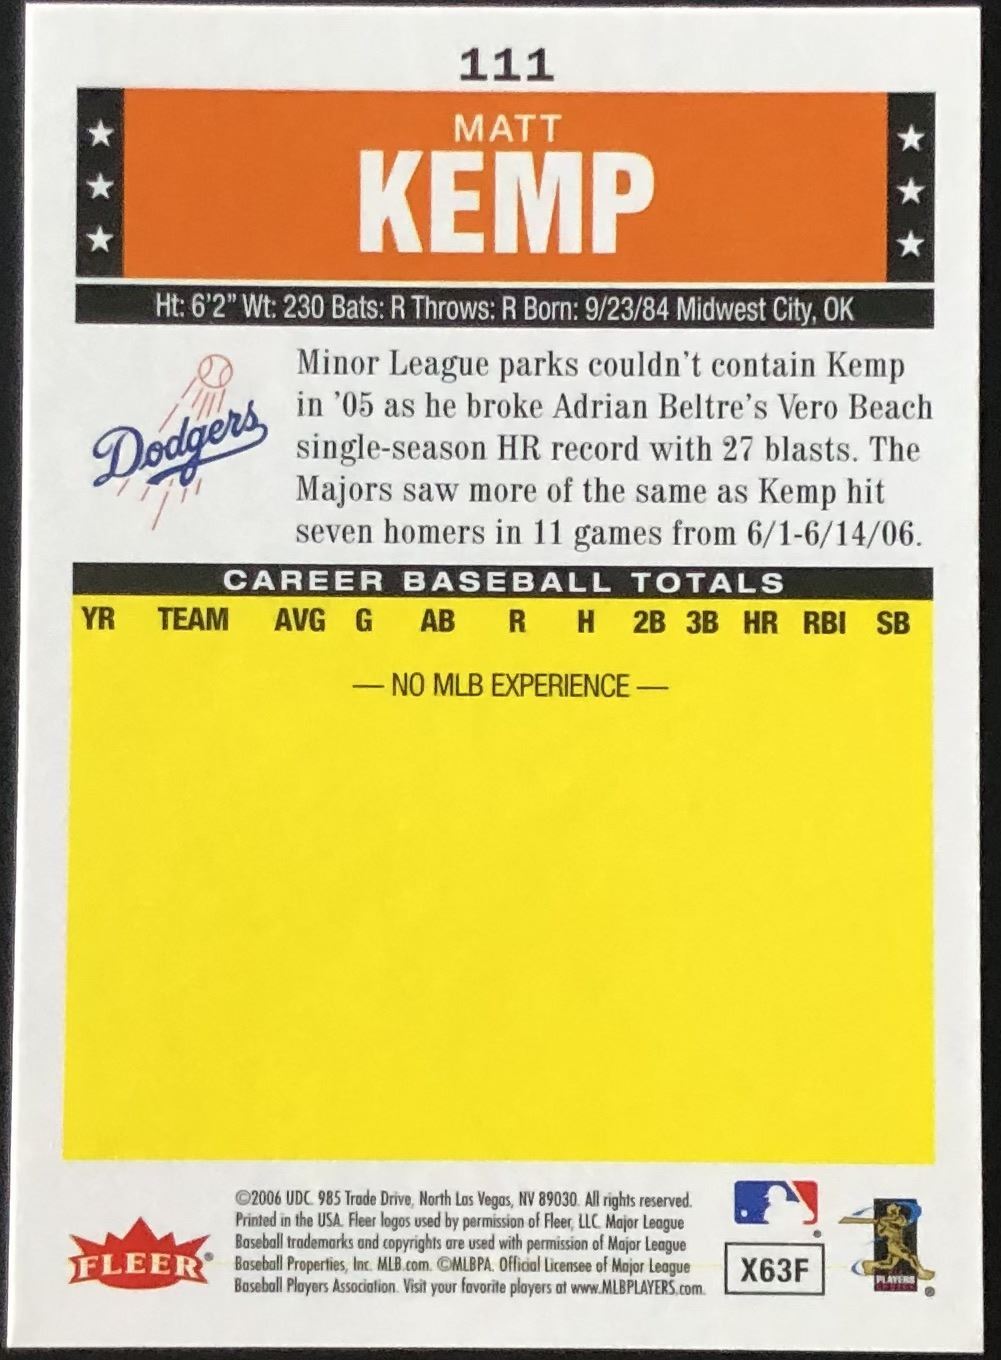 111
MATT
KEMP
Ht: 6'2" Wt: 230 Bats: R Throws: R Born: 9/23/84 Midwest City, OK
Dodgers
Minor League parks couldn't contain Kemp
in '05 as he broke Adrian Beltre's Vero Beach
single-season HR record with 27 blasts. The
Majors saw more of the same as Kemp hit
seven homers in 11 games from 6/1-6/14/06.
CAREER BASEBALL TOTALS
YR TEAM AVG G AB R H 2B 3B HR RBI SB
— NO MLB EXPERIENCE —
FLEER®
©2006 UDC. 985 Trade Drive, North Las Vegas, NV 89030. All rights reserved.
Printed in the USA. Fleer logos used by permission of Fleer, LLC. Major League
Baseball trademarks and copyrights are used with permission of Major League
Baseball Properties, Inc. MLB.com. ©MLBPA. Official Licensee of Major League
Baseball Players Association. Visit your favorite players at www.MLBPLAYERS.com.
®
X63F
PLAYERS
®